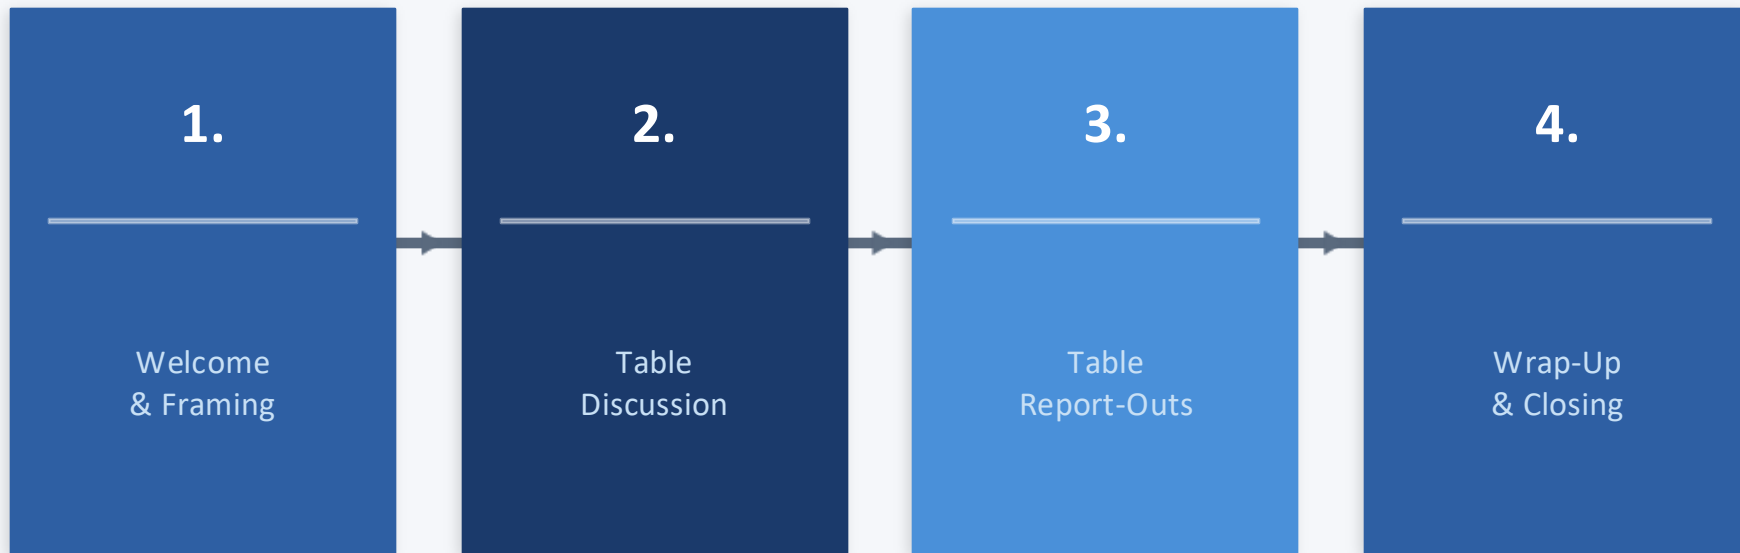 1.
Welcome
& Framing
2.
Table
Discussion
3.
Table
Report-Outs
4.
Wrap-Up
& Closing